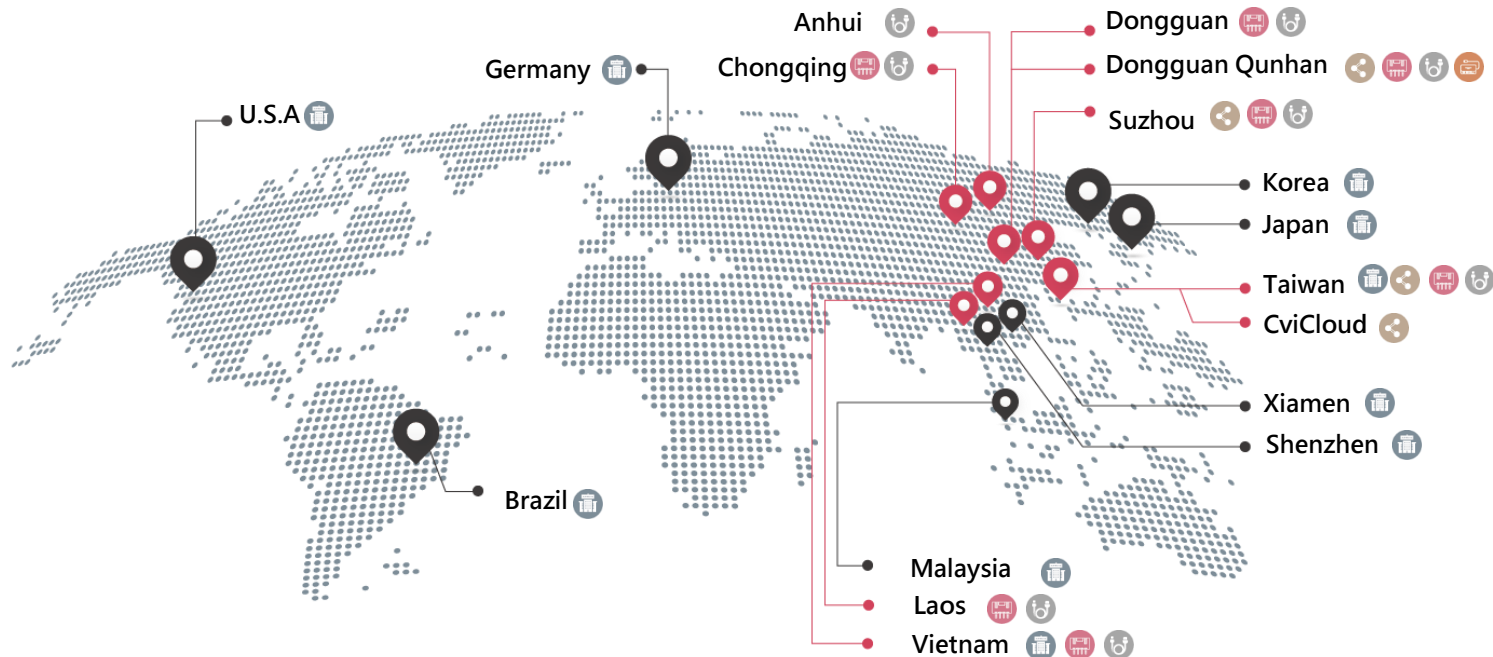 Anhui
Dongguan
Germany
Chongqing
Dongguan Qunhan
U.S.A
Suzhou
Korea
Japan
Taiwan
CviCloud
Xiamen
Shenzhen
Brazil
Malaysia
Laos
Vietnam